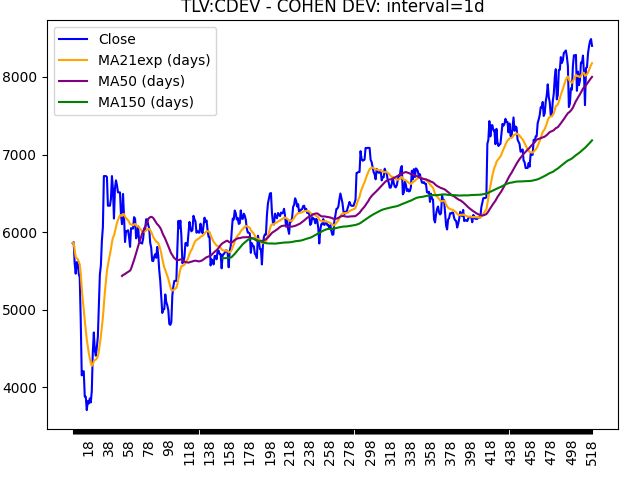 TLV:CDEV - COHEN DEV: interval=1d
Close
MA21exp (days)
MA50 (days)
MA150 (days)
8000
7000
6000
5000
4000
18 38 58 78 98 118 138 158 178 198 218 238 258 278 298 318 338 358 378 398 418 438 458 478 498 518